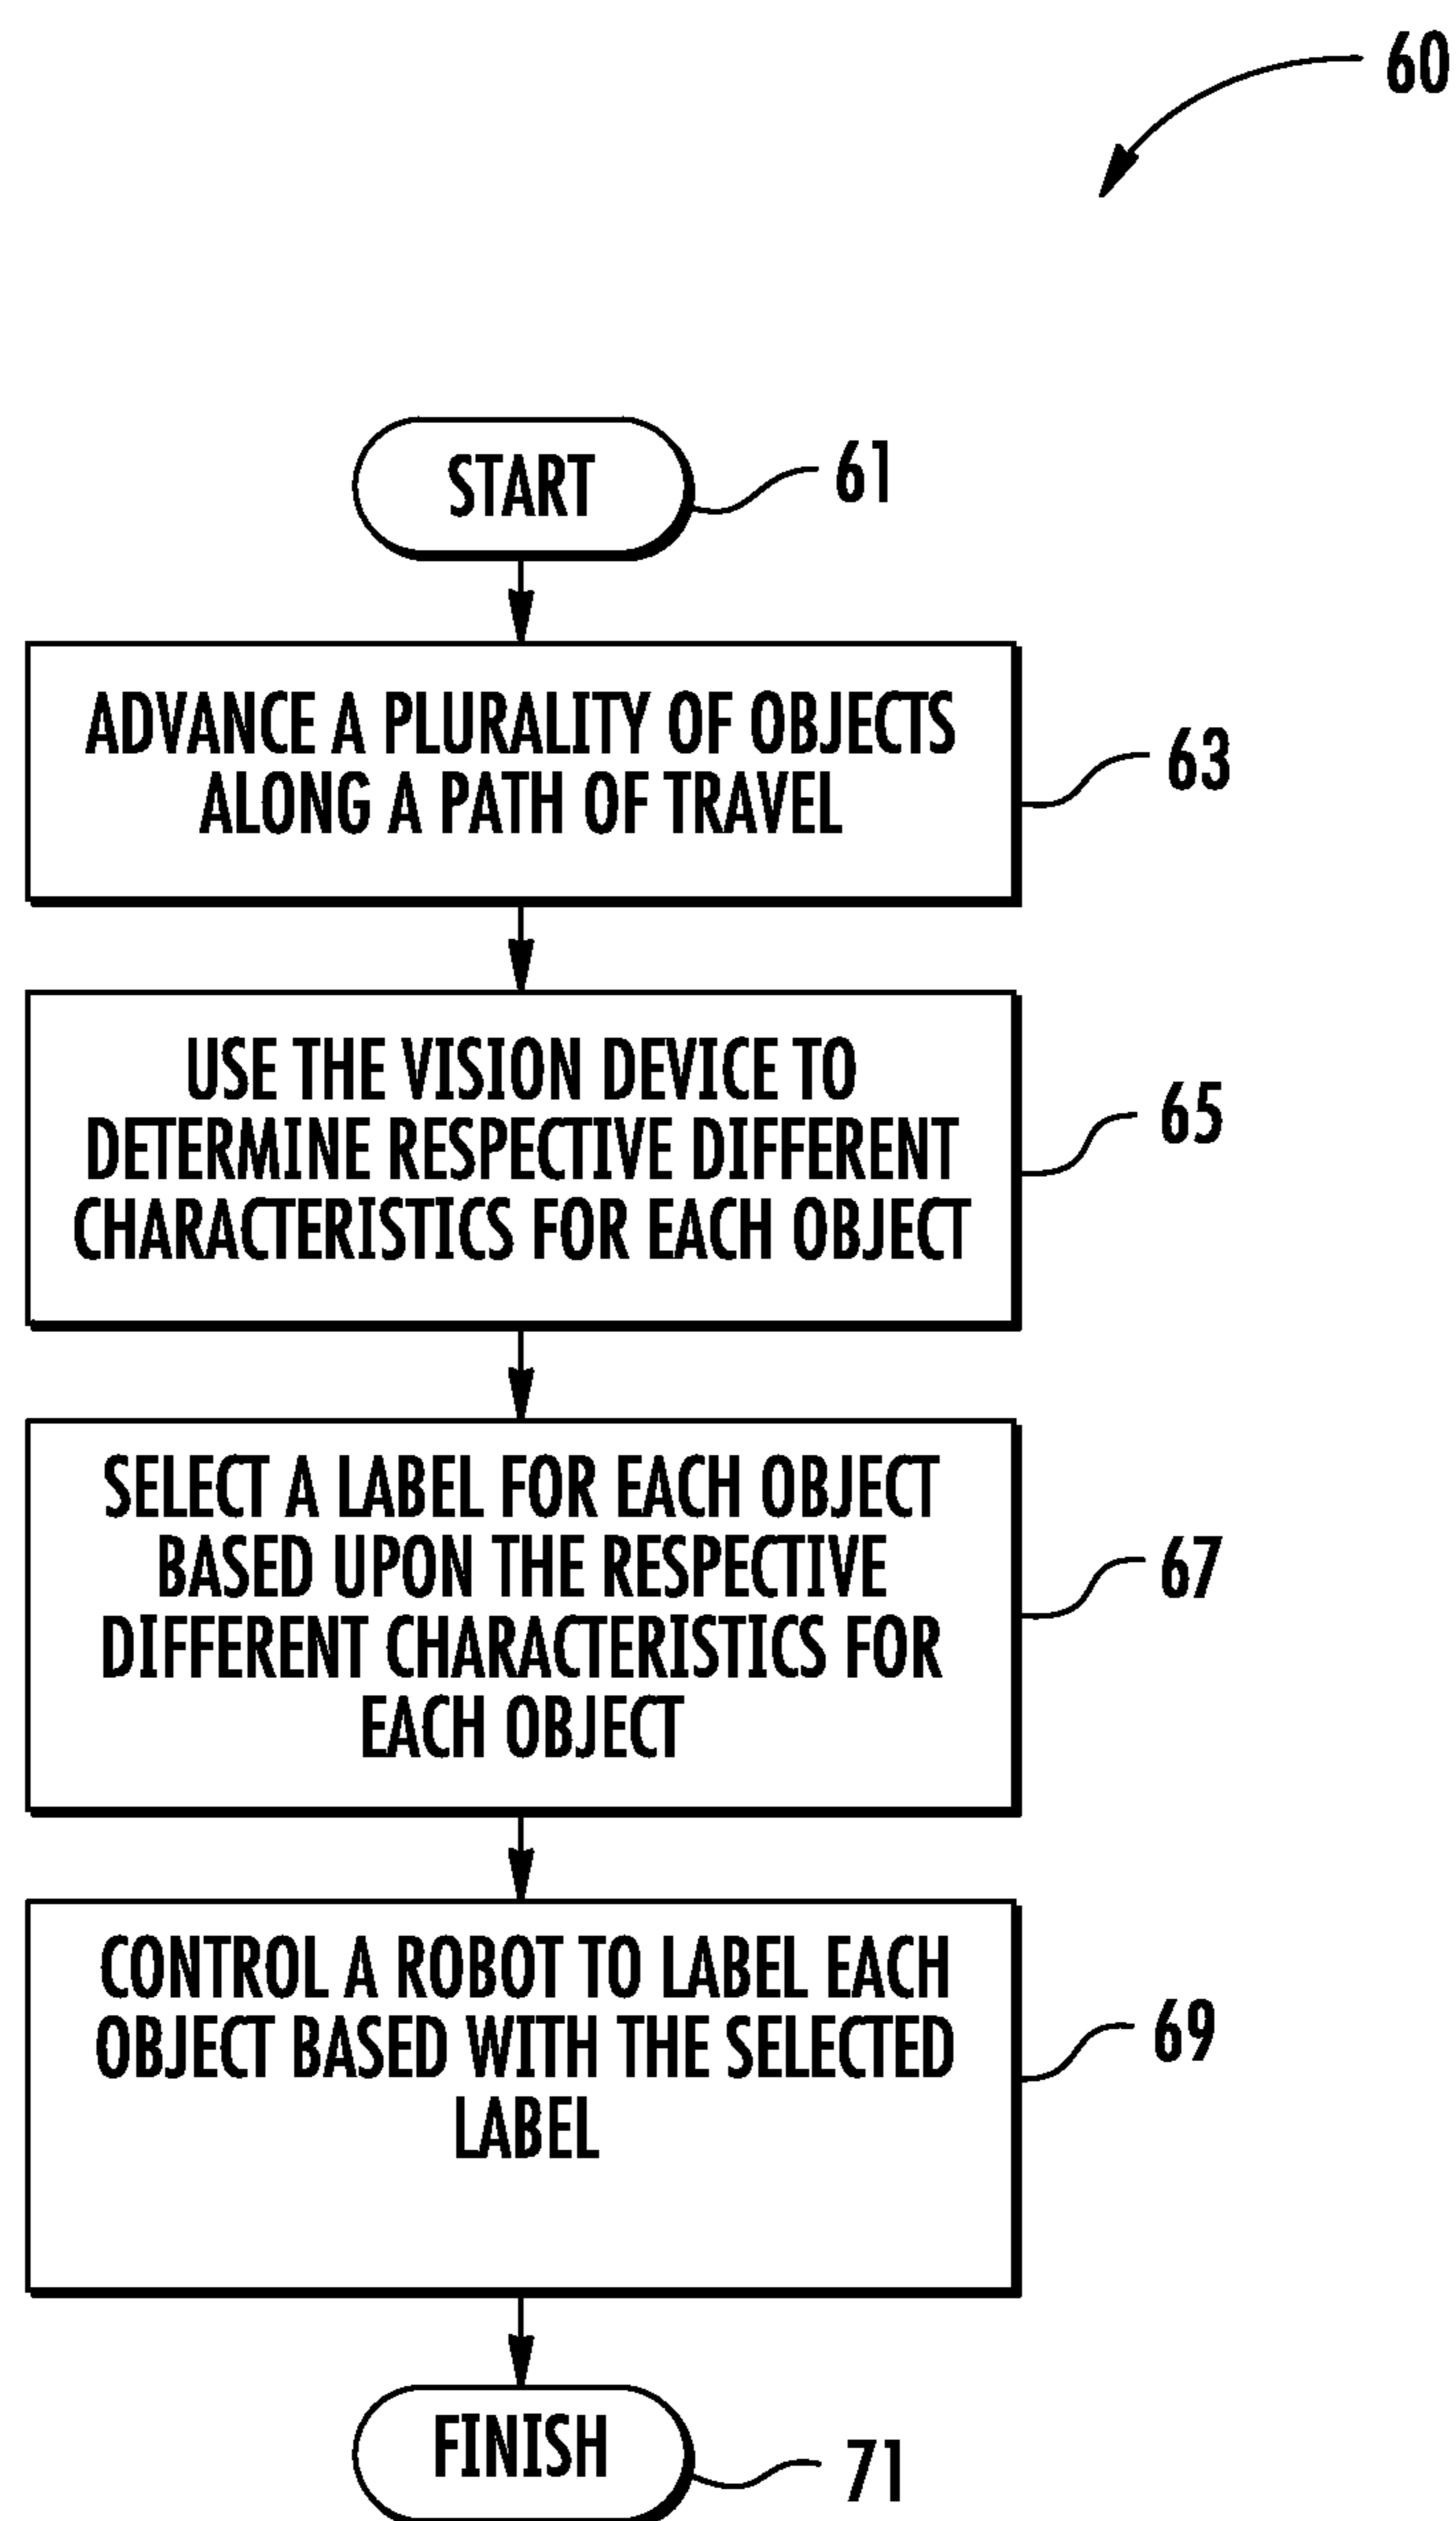 60
START
61
ADVANCE A PLURALITY OF OBJECTS
ALONG A PATH OF TRAVEL
63
USE THE VISION DEVICE TO
DETERMINE RESPECTIVE DIFFERENT
CHARACTERISTICS FOR EACH OBJECT
65
SELECT A LABEL FOR EACH OBJECT
BASED UPON THE RESPECTIVE
DIFFERENT CHARACTERISTICS FOR
EACH OBJECT
67
CONTROL A ROBOT TO LABEL EACH
OBJECT BASED WITH THE SELECTED
LABEL
69
FINISH
71